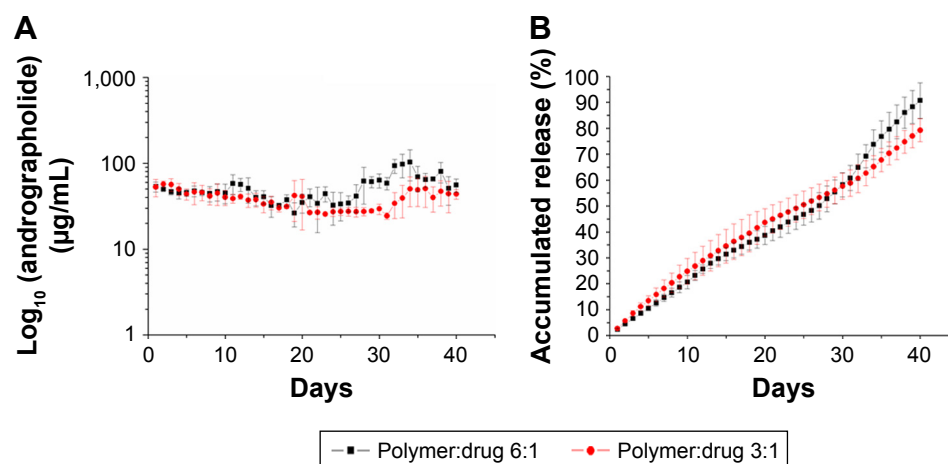 A
Log₁₀ (andrographolide)
(µg/mL)
1,000
100
10
1
0 10 20 30 40
Days
B
Accumulated release (%)
100
90
80
70
60
50
40
30
20
10
0
0 10 20 30 40
Days
Polymer:drug 6:1 Polymer:drug 3:1